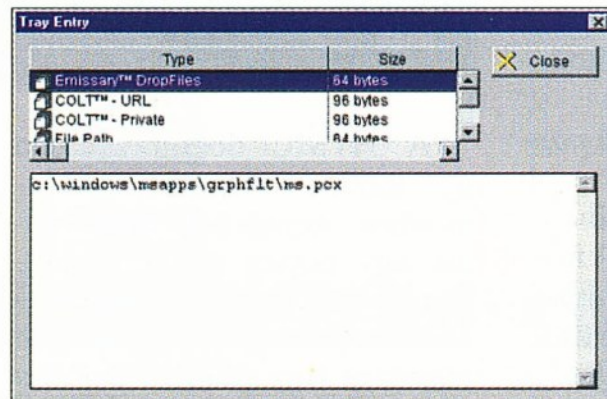 Tray Entry
Type Size
Close
Emissary™ DropFiles 64 bytes
COLT™ - URL 96 bytes
COLT™ - Private 96 bytes
File Path 64 bytes
c:\windows\msapps\grphflt\ms.pcx